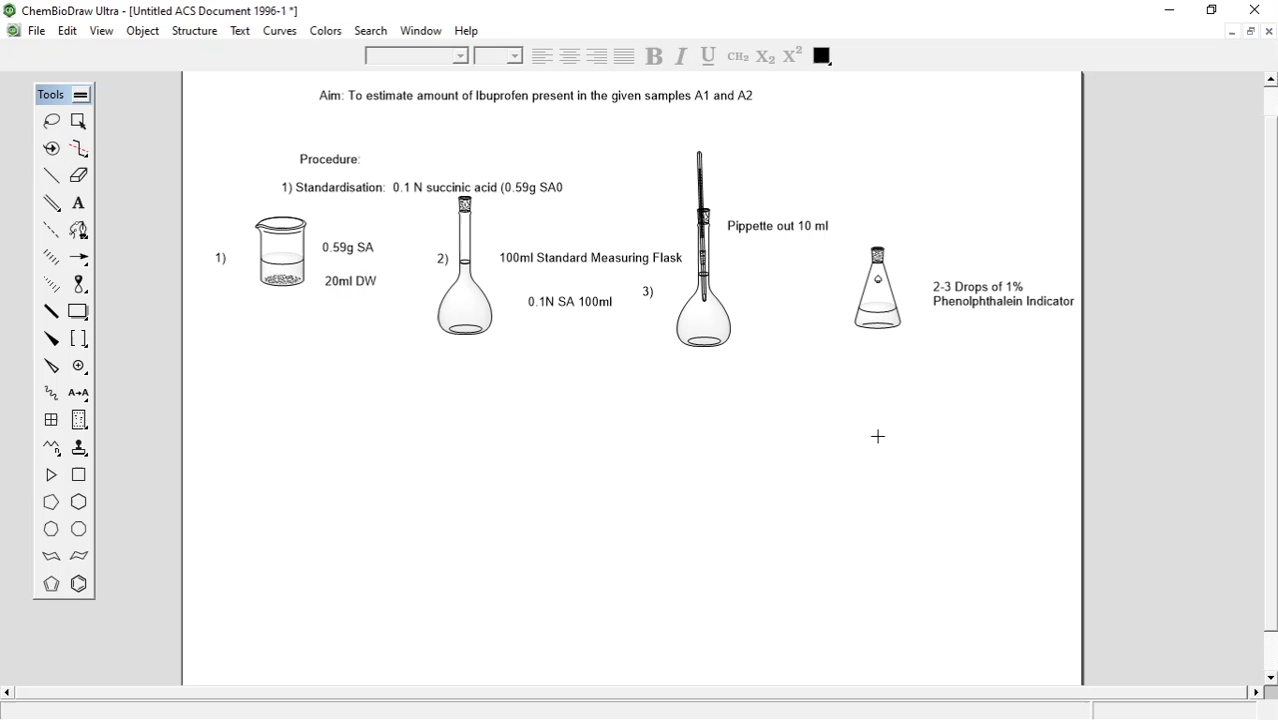 ChemBioDraw Ultra - [Untitled ACS Document 1996-1 *]
File Edit View Object Structure Text Curves Colors Search Window Help
B I U CH2 X2 X2
Tools
A
A→A
Aim: To estimate amount of Ibuprofen present in the given samples A1 and A2
Procedure:
1) Standardisation: 0.1 N succinic acid (0.59g SA0
1)
0.59g SA
20ml DW
2)
100ml Standard Measuring Flask
0.1N SA 100ml
3)
Pippette out 10 ml
2-3 Drops of 1%
Phenolphthalein Indicator